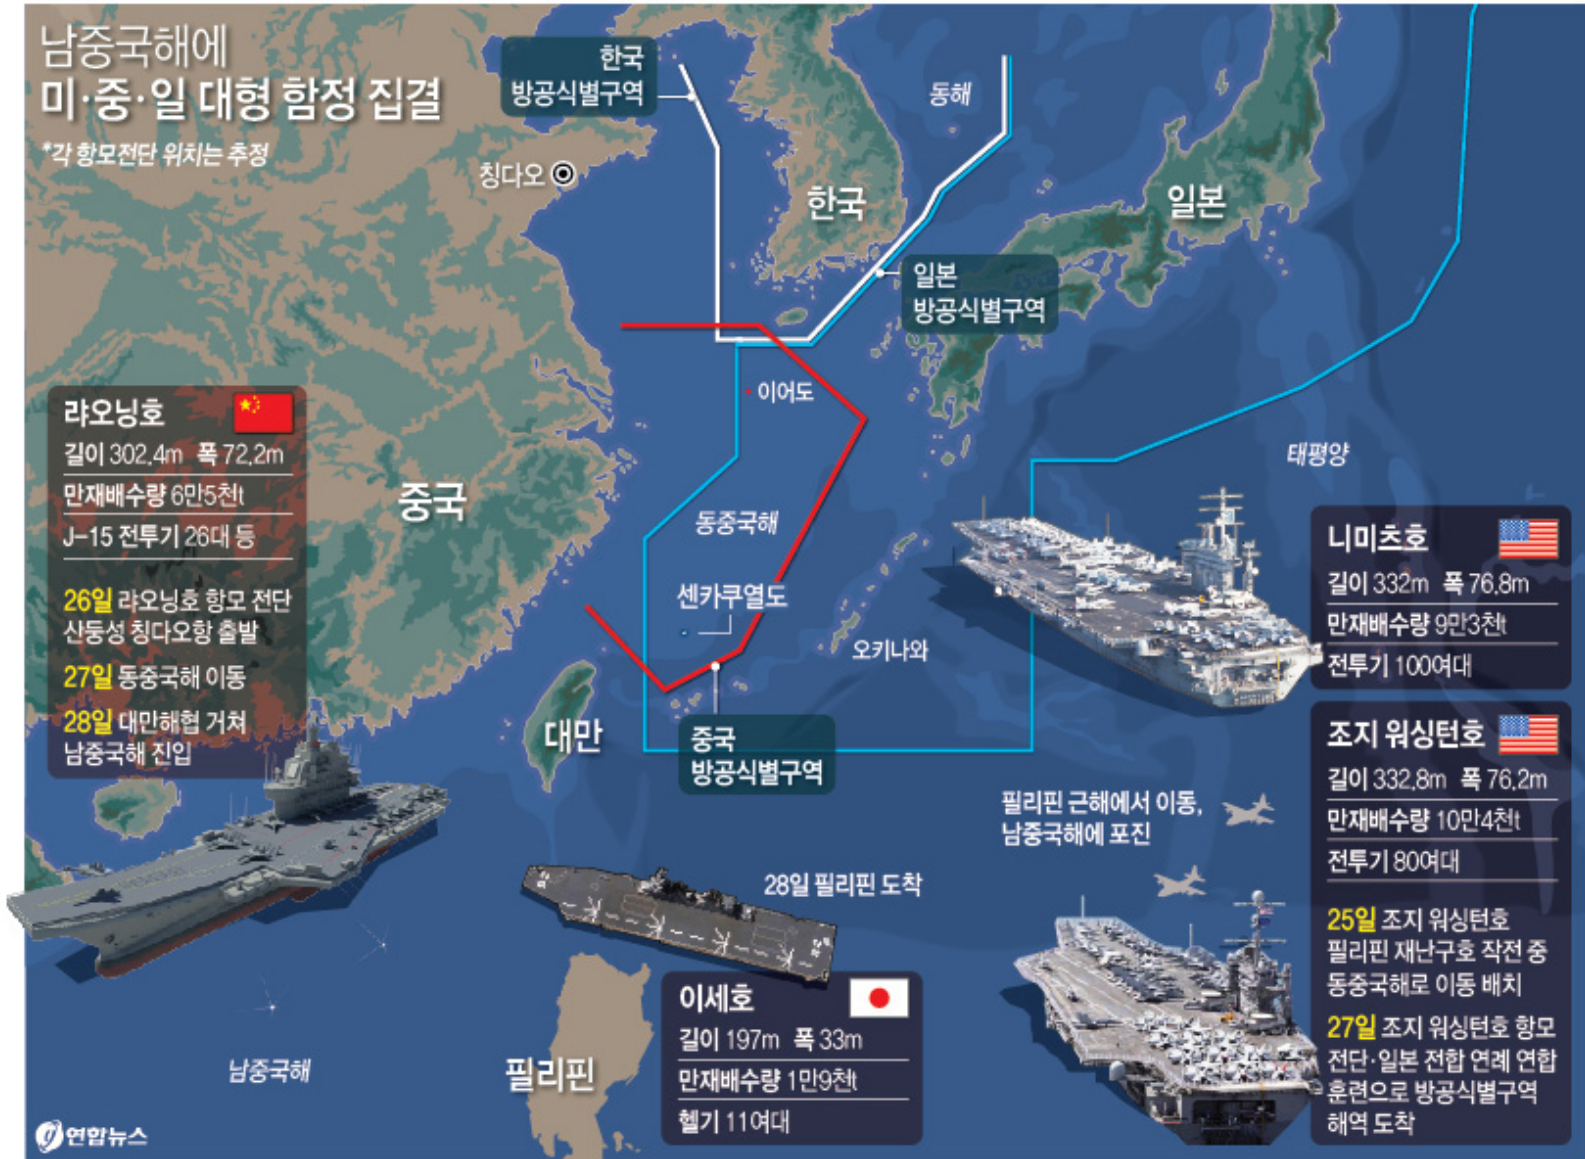 남중국해에
미·중·일 대형 함정 집결
*각 항모전단 위치는 추정
한국
방공식별구역
동해
칭다오
한국
일본
일본
방공식별구역
이어도
태평양
랴오닝호
길이 302.4m 폭 72.2m
만재배수량 6만5천t
J-15 전투기 26대 등
26일 랴오닝호 항모 전단
산둥성 칭다오항 출발
27일 동중국해 이동
28일 대만해협 거쳐
남중국해 진입
중국
동중국해
센카쿠열도
오키나와
대만
중국
방공식별구역
니미츠호
길이 332m 폭 76.8m
만재배수량 9만3천t
전투기 100여대
조지 워싱턴호
길이 332.8m 폭 76.2m
만재배수량 10만4천t
전투기 80여대
25일 조지 워싱턴호
필리핀 재난구호 작전 중
동중국해로 이동 배치
27일 조지 워싱턴호 항모
전단·일본 전함 연례 연합
훈련으로 방공식별구역
해역 도착
필리핀 근해에서 이동,
남중국해에 포진
28일 필리핀 도착
이세호
길이 197m 폭 33m
만재배수량 1만9천t
헬기 11여대
필리핀
남중국해
연합뉴스